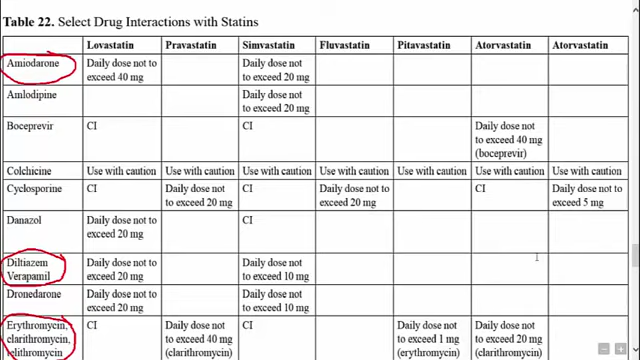 Table 22. Select Drug Interactions with Statins
Lovastatin Pravastatin Simvastatin Fluvastatin Pitavastatin Atorvastatin Atorvastatin
Amiodarone Daily dose not to Daily dose not
exceed 40 mg to exceed 20 mg
Amlodipine Daily dose not
to exceed 20 mg
Boceprevir CI CI Daily dose not
to exceed 40 mg
(boceprevir)
Colchicine Use with caution Use with caution Use with caution Use with caution Use with caution Use with caution Use with caution
Cyclosporine CI Daily dose not CI Daily dose not CI Daily dose not
to exceed 20 mg to exceed 20 mg to exceed 5 mg
Danazol Daily dose not to CI
exceed 20 mg
Diltiazem Daily dose not to Daily dose not
Verapamil exceed 20 mg to exceed 10 mg
Dronedarone Daily dose not to Daily dose not
exceed 20 mg to exceed 10 mg
Erythromycin, CI Daily dose not CI Daily dose not Daily dose not
clarithromycin, to exceed 40 mg to exceed 1 mg to exceed 20 mg
telithromycin (clarithromycin) (erythromycin) (clarithromycin)